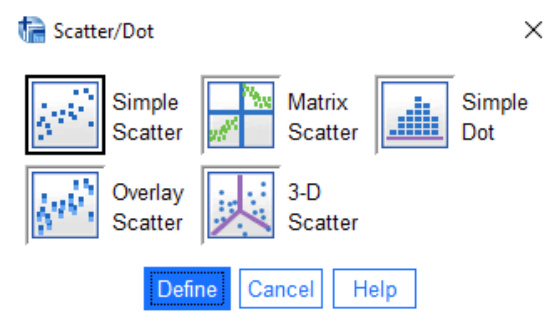 Scatter/Dot
Simple
Scatter
Matrix
Scatter
Simple
Dot
Overlay
Scatter
3-D
Scatter
Define
Cancel
Help